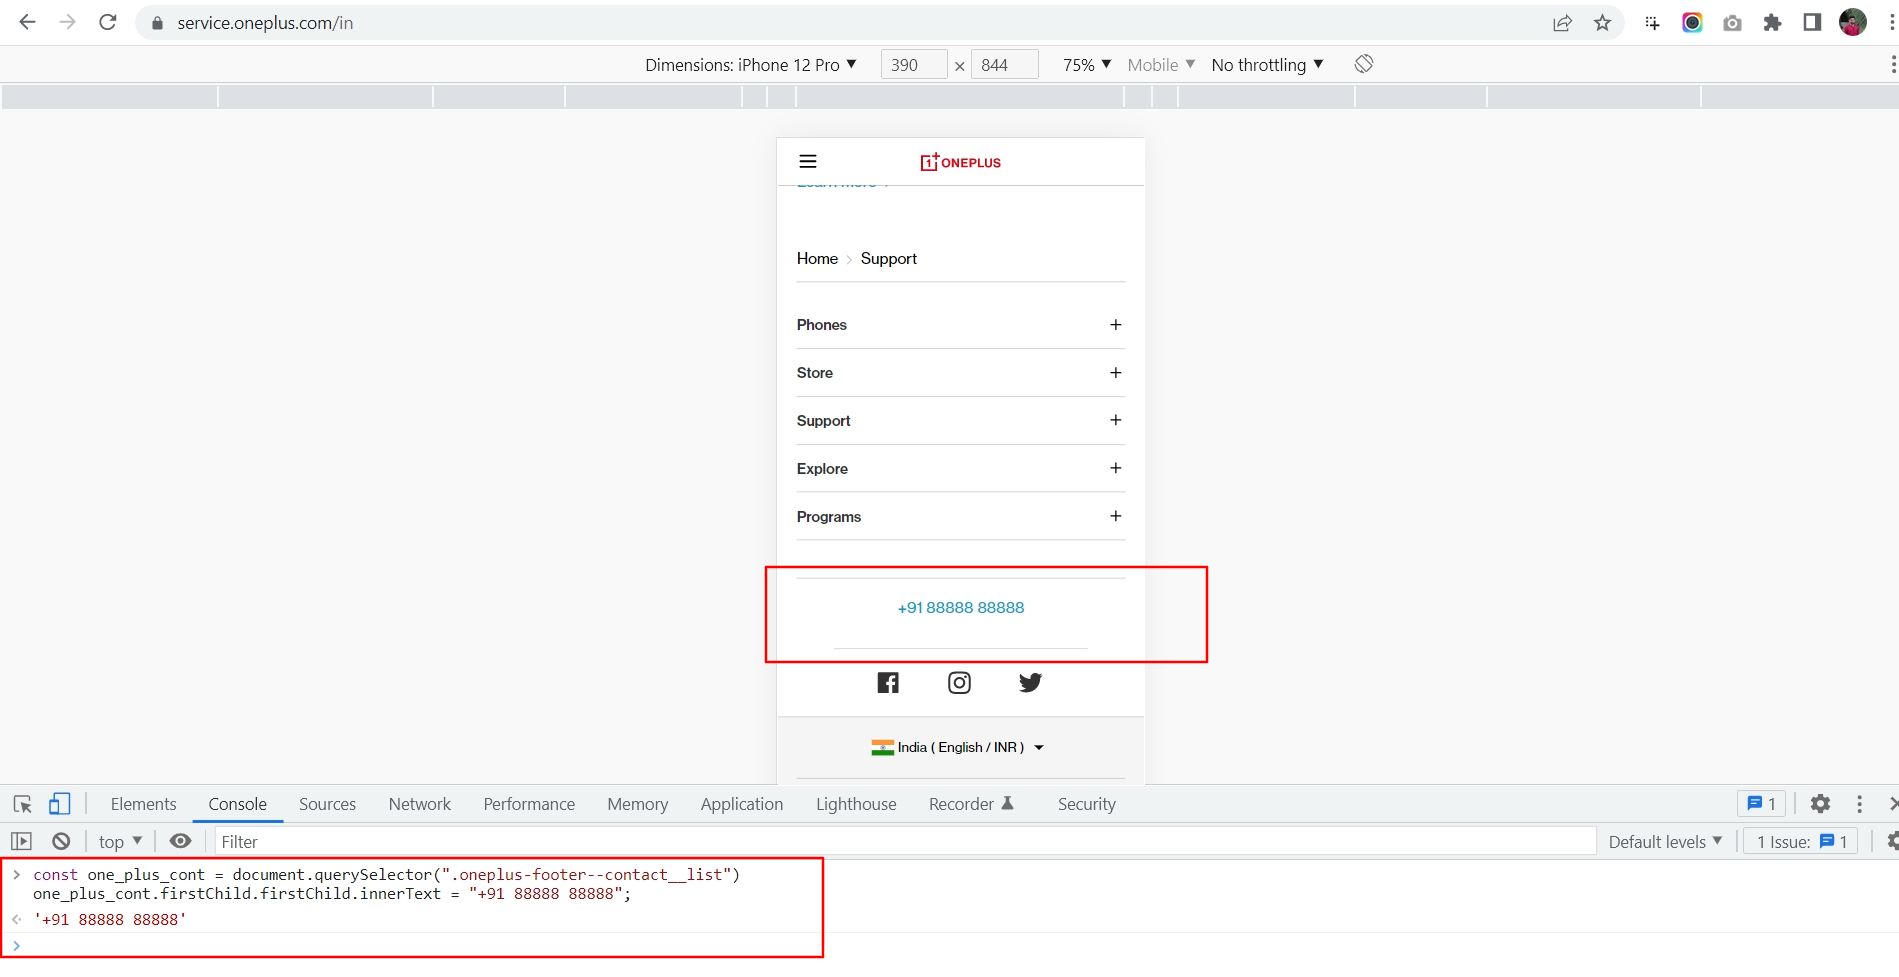 service.oneplus.com/in
Dimensions: iPhone 12 Pro ▼ 390 × 844 75% ▼ Mobile ▼ No throttling ▼
1+ ONEPLUS
Learn more
Home > Support
Phones +
Store +
Support +
Explore +
Programs +
+91 88888 88888
India ( English / INR )
Elements Console Sources Network Performance Memory Application Lighthouse Recorder Security 1
top ▼ Filter Default levels ▼ 1 Issue: 1
> const one_plus_cont = document.querySelector(".oneplus-footer--contact__list")
one_plus_cont.firstChild.firstChild.innerText = "+91 88888 88888";
'+91 88888 88888'
>